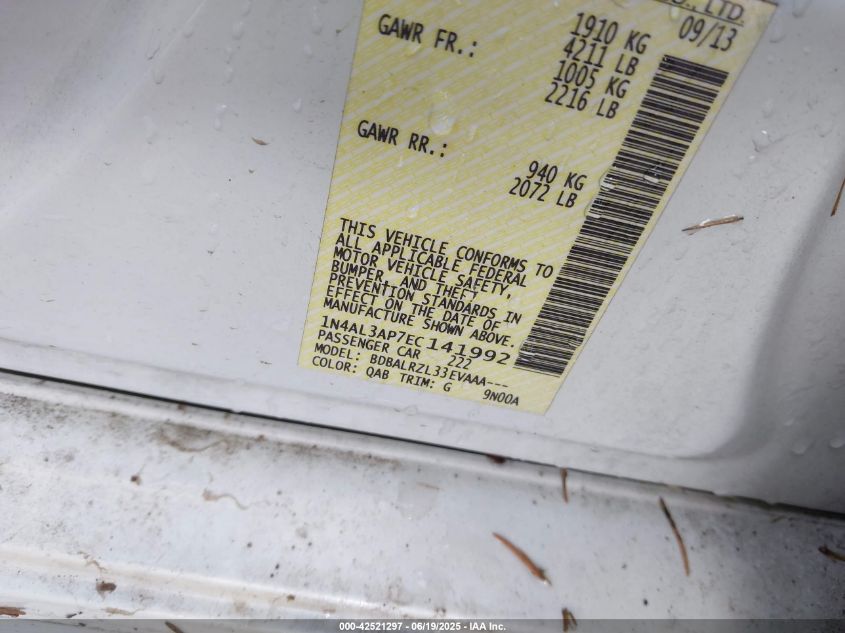 LTD.
09/13
GAWR FR.:
1910 KG
4211 LB
1005 KG
2216 LB
GAWR RR.:
940 KG
2072 LB
THIS VEHICLE CONFORMS TO
ALL APPLICABLE FEDERAL
MOTOR VEHICLE SAFETY,
BUMPER, AND THEFT
PREVENTION STANDARDS IN
EFFECT ON THE DATE OF
MANUFACTURE SHOWN ABOVE.
1N4AL3AP7EC141992
PASSENGER CAR 222
MODEL: BDBALRZL33EVAAA---
COLOR: QAB TRIM: G 9N00A
000-42521297 - 06/19/2025 - IAA Inc.